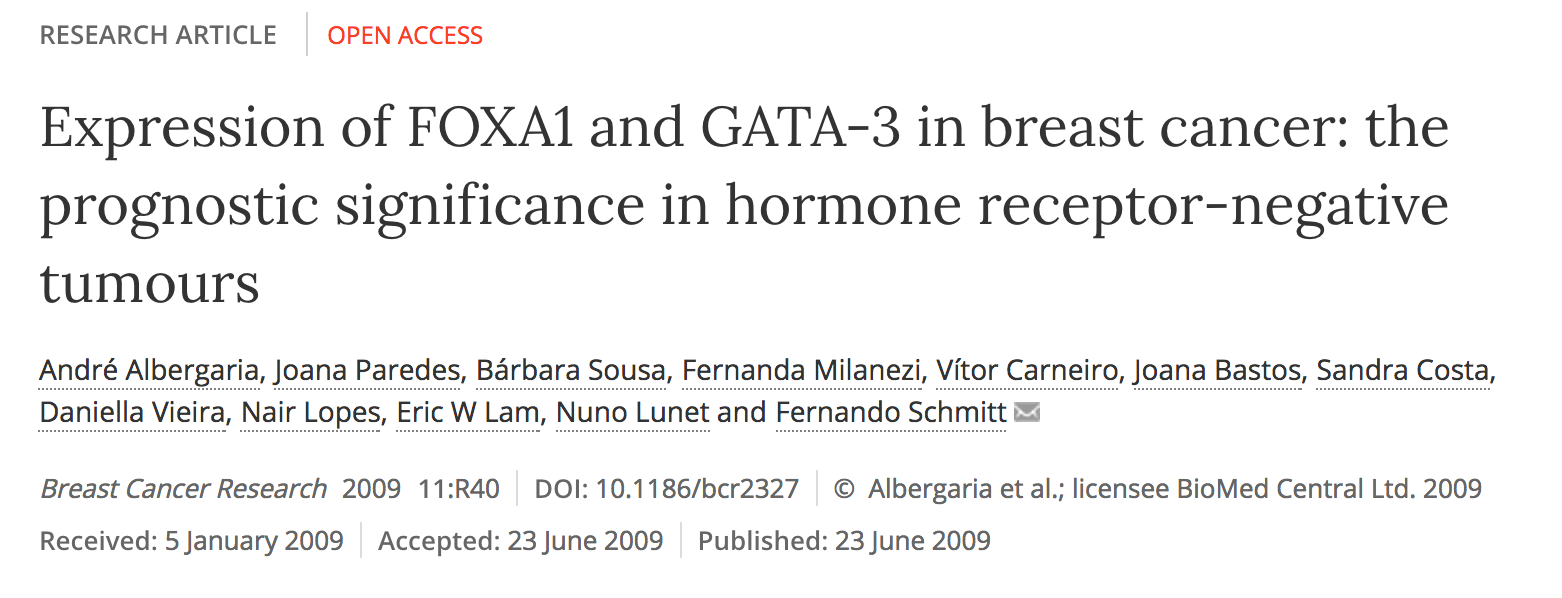 RESEARCH ARTICLE OPEN ACCESS
Expression of FOXA1 and GATA-3 in breast cancer: the
prognostic significance in hormone receptor-negative
tumours
André Albergaria, Joana Paredes, Bárbara Sousa, Fernanda Milanezi, Vítor Carneiro, Joana Bastos, Sandra Costa,
Daniella Vieira, Nair Lopes, Eric W Lam, Nuno Lunet and Fernando Schmitt
Breast Cancer Research 2009 11:R40 DOI: 10.1186/bcr2327 © Albergaria et al.; licensee BioMed Central Ltd. 2009
Received: 5 January 2009 Accepted: 23 June 2009 Published: 23 June 2009